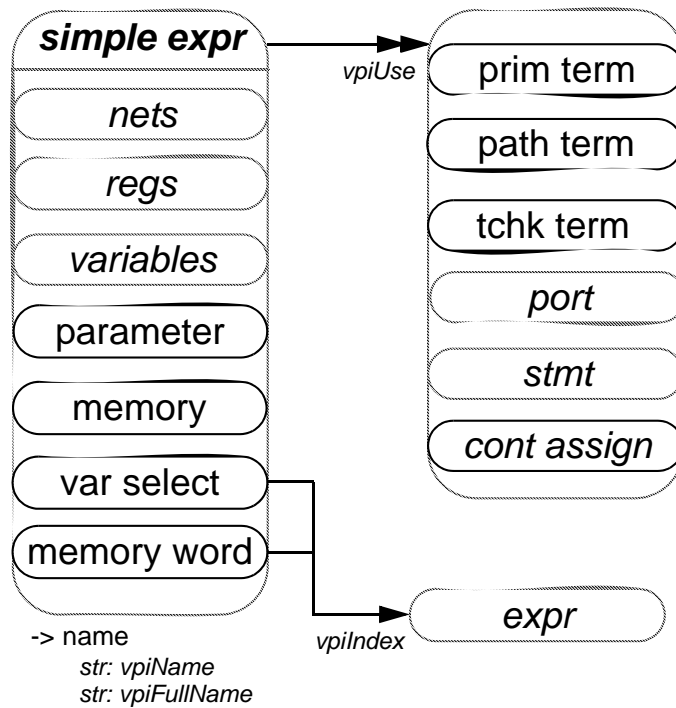 simple expr
nets
regs
variables
parameter
memory
var select
memory word
-> name
str: vpiName
str: vpiFullName
vpiUse
prim term
path term
tchk term
port
stmt
cont assign
vpiIndex
expr